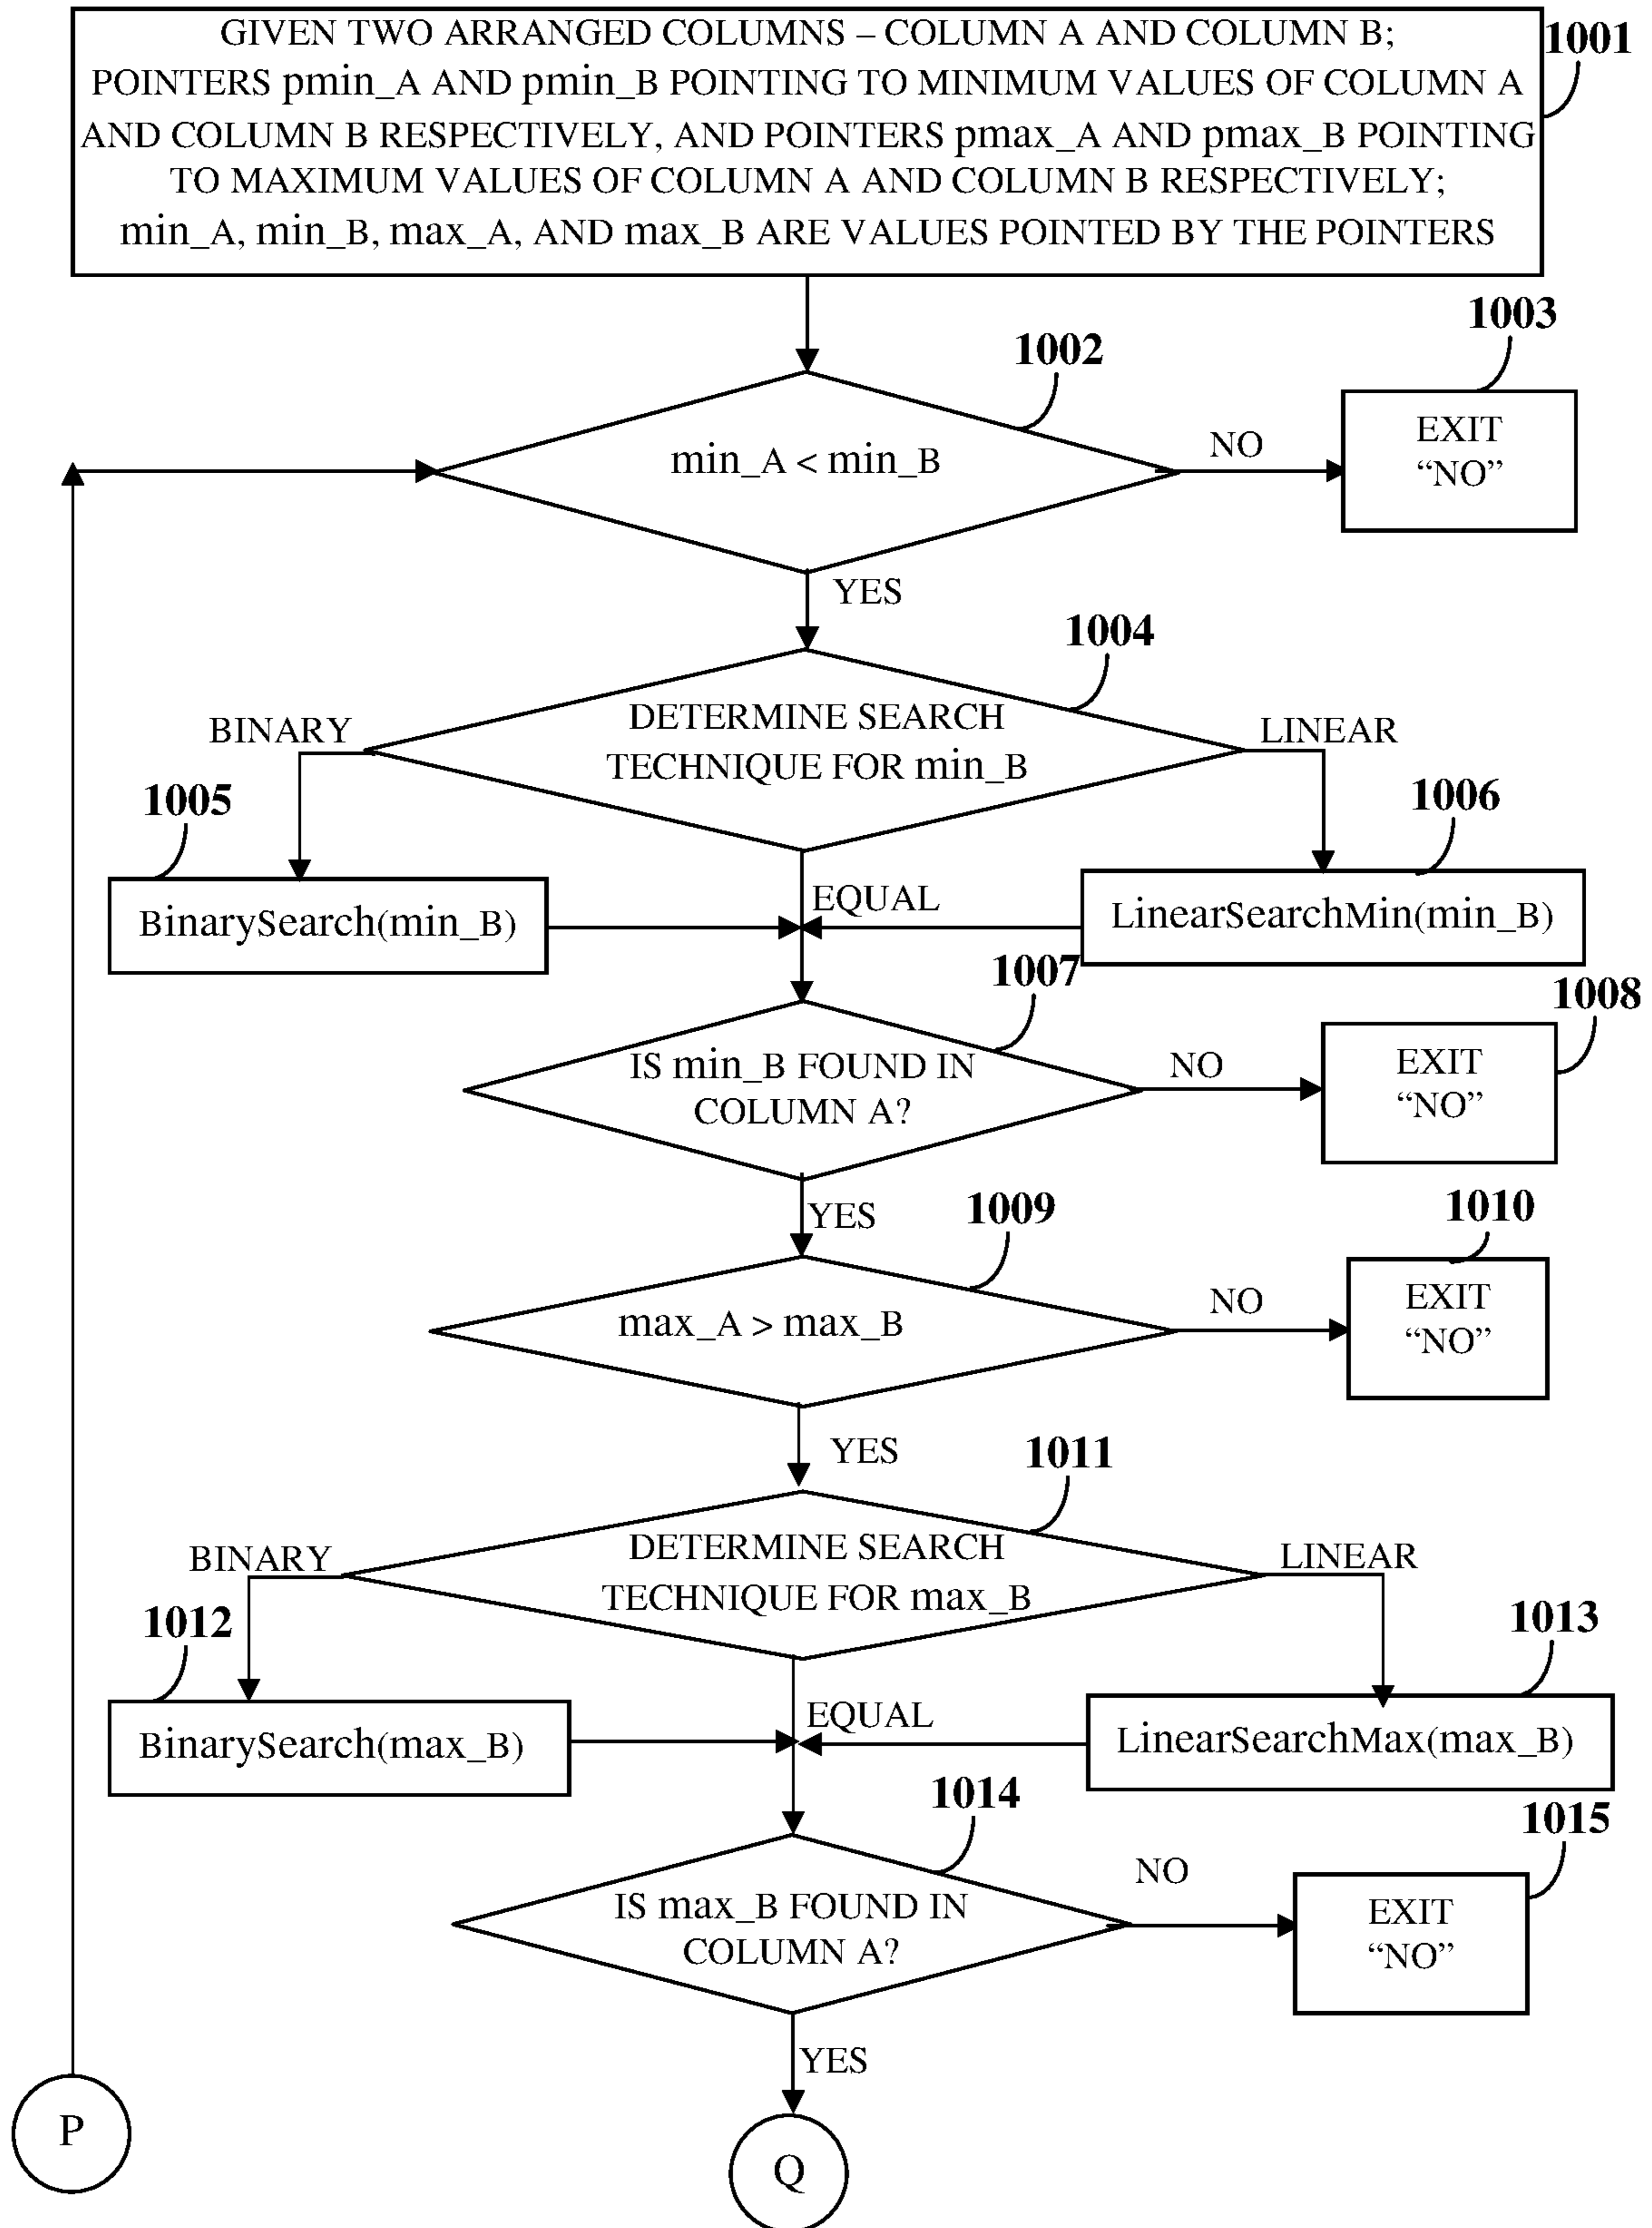 GIVEN TWO ARRANGED COLUMNS – COLUMN A AND COLUMN B;
1001
POINTERS pmin_A AND pmin_B POINTING TO MINIMUM VALUES OF COLUMN A
AND COLUMN B RESPECTIVELY, AND POINTERS pmax_A AND pmax_B POINTING
TO MAXIMUM VALUES OF COLUMN A AND COLUMN B RESPECTIVELY;
min_A, min_B, max_A, AND max_B ARE VALUES POINTED BY THE POINTERS
1003
1002
EXIT
“NO”
NO
min_A < min_B
YES
1004
DETERMINE SEARCH
TECHNIQUE FOR min_B
BINARY
LINEAR
1005
1006
BinarySearch(min_B)
EQUAL
LinearSearchMin(min_B)
1007
1008
IS min_B FOUND IN
COLUMN A?
NO
EXIT
“NO”
YES
1009
1010
max_A > max_B
NO
EXIT
“NO”
YES
1011
DETERMINE SEARCH
TECHNIQUE FOR max_B
BINARY
LINEAR
1012
1013
BinarySearch(max_B)
EQUAL
LinearSearchMax(max_B)
1014
1015
IS max_B FOUND IN
COLUMN A?
NO
EXIT
“NO”
YES
P
Q